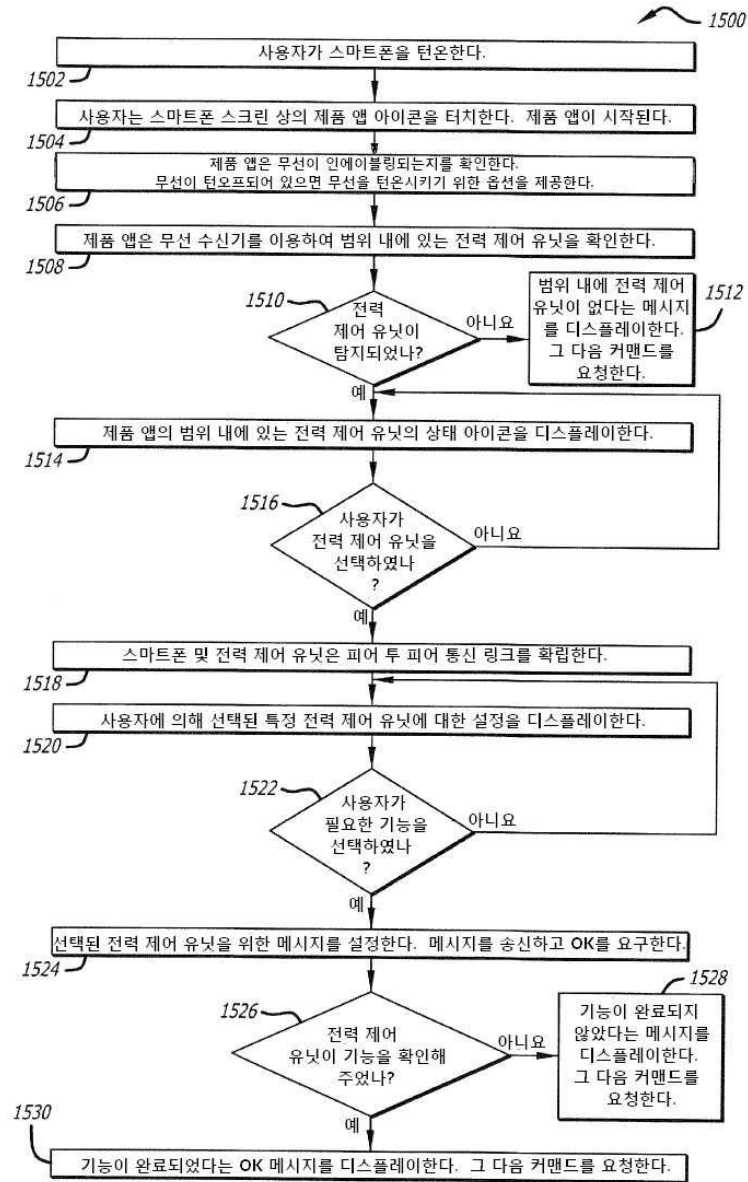 1500
사용자가 스마트폰을 턴온한다.
1502
사용자는 스마트폰 스크린 상의 제품 앱 아이콘을 터치한다. 제품 앱이 시작된다.
1504
제품 앱은 무선이 인에이블링되는지를 확인한다.
무선이 턴오프되어 있으면 무선을 턴온시키기 위한 옵션을 제공한다.
1506
제품 앱은 무선 수신기를 이용하여 범위 내에 있는 전력 제어 유닛을 확인한다.
1508
1510
전력
제어 유닛이
탐지되었나?
아니요
범위 내에 전력 제어
유닛이 없다는 메시지
를 디스플레이한다.
그 다음 커맨드를
요청한다.
1512
예
제품 앱의 범위 내에 있는 전력 제어 유닛의 상태 아이콘을 디스플레이한다.
1514
1516
사용자가
전력 제어 유닛을
선택하였나
?
아니요
예
스마트폰 및 전력 제어 유닛은 피어 투 피어 통신 링크를 확립한다.
1518
사용자에 의해 선택된 특정 전력 제어 유닛에 대한 설정을 디스플레이한다.
1520
1522
사용자가
필요한 기능을
선택하였나
?
아니요
예
선택된 전력 제어 유닛을 위한 메시지를 설정한다. 메시지를 송신하고 OK를 요구한다.
1524
1526
전력 제어
유닛이 기능을 확인해
주었나?
아니요
1528
기능이 완료되지
않았다는 메시지를
디스플레이한다.
그 다음 커맨드를
요청한다.
예
1530
기능이 완료되었다는 OK 메시지를 디스플레이한다. 그 다음 커맨드를 요청한다.